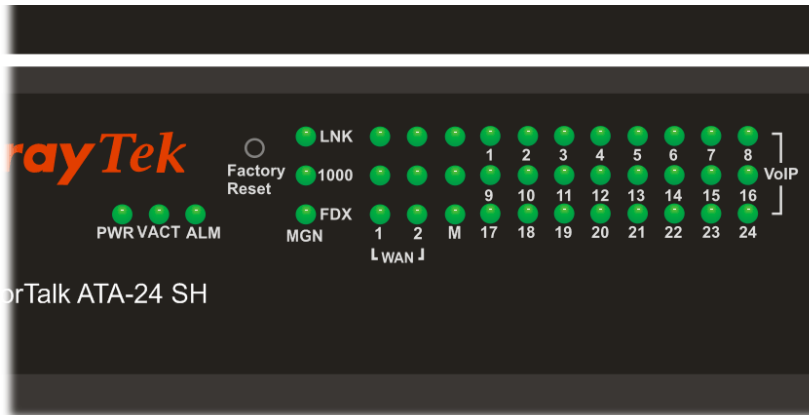 rayTek
Factory Reset
LNK
1000
FDX
MGN
PWR VACT ALM
1 2 3 4 5 6 7 8
9 10 11 12 13 14 15 16
1 2 M 17 18 19 20 21 22 23 24
WAN
VoIP
orTalk ATA-24 SH